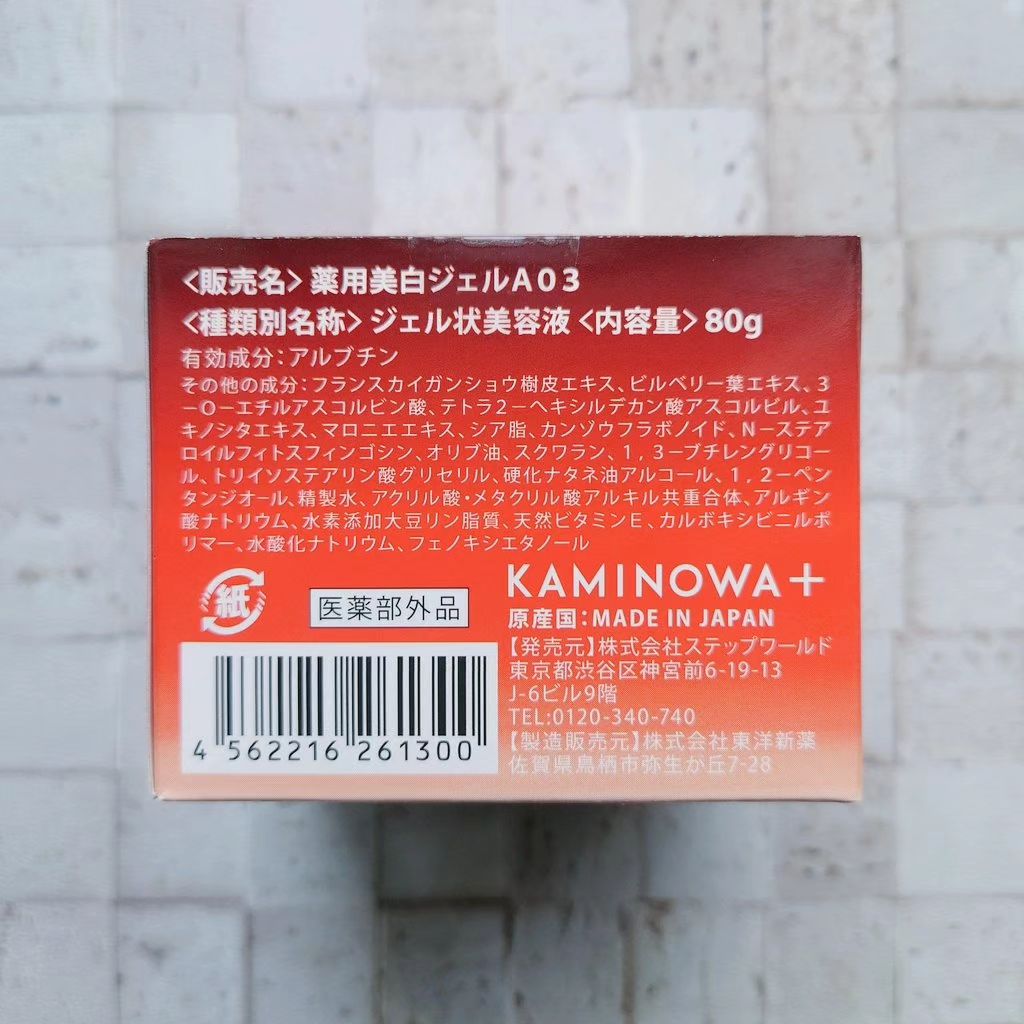 <販売名> 薬用美白ジェルA03
<種類別名称> ジェル状美容液 <内容量> 80g
有効成分：アルブチン
その他の成分：フランスカイガンショウ樹皮エキス、ビルベリー葉エキス、3
－O－エチルアスコルビン酸、テトラ2－ヘキシルデカン酸アスコルビル、ユ
キノシタエキス、マロニエエキス、シア脂、カンゾウフラボノイド、N－ステア
ロイルフィトスフィンゴシン、オリブ油、スクワラン、1，3－ブチレングリコー
ル、トリイソステアリン酸グリセリル、硬化ナタネ油アルコール、1，2－ペン
タンジオール、精製水、アクリル酸・メタクリル酸アルキル共重合体、アルギン
酸ナトリウム、水素添加大豆リン脂質、天然ビタミンE、カルボキシビニルポ
リマー、水酸化ナトリウム、フェノキシエタノール
紙
医薬部外品
KAMINOWA＋
原産国：MADE IN JAPAN
【発売元】株式会社ステップワールド
東京都渋谷区神宮前6-19-13
J-6ビル9階
TEL:0120-340-740
【製造販売元】株式会社東洋新薬
佐賀県鳥栖市弥生が丘7-28
4 562216 261300